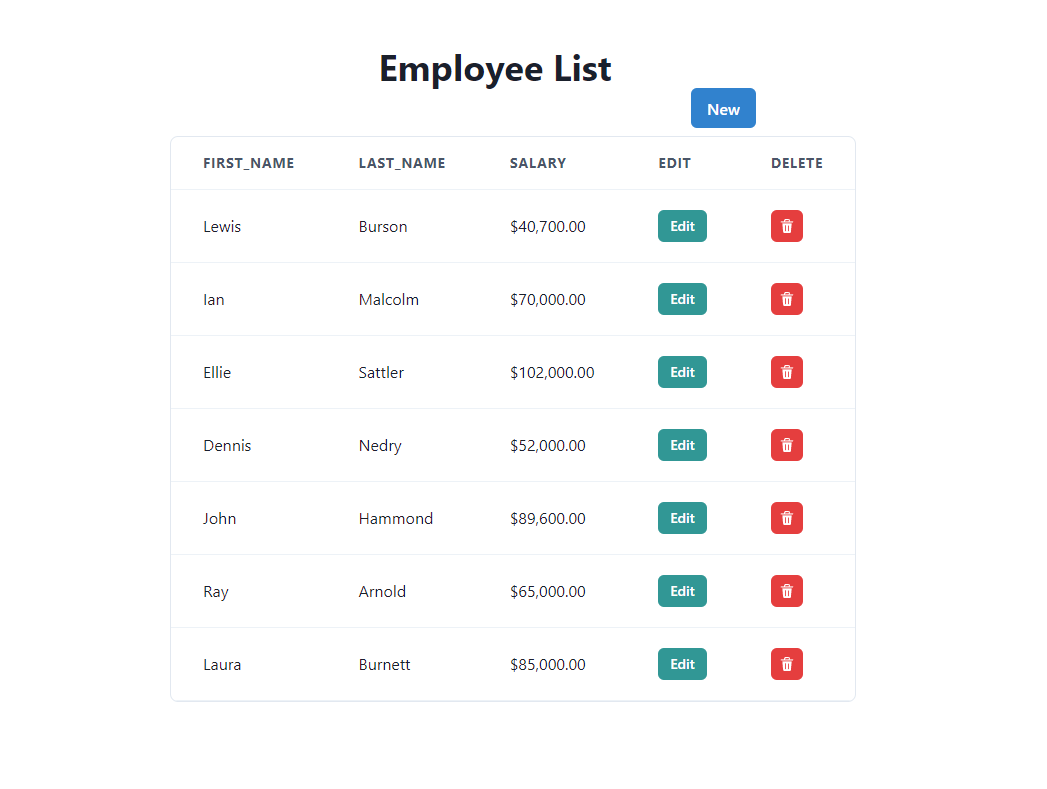 Employee List
New
FIRST_NAME LAST_NAME SALARY EDIT DELETE
Lewis Burson $40,700.00 Edit
Ian Malcolm $70,000.00 Edit
Ellie Sattler $102,000.00 Edit
Dennis Nedry $52,000.00 Edit
John Hammond $89,600.00 Edit
Ray Arnold $65,000.00 Edit
Laura Burnett $85,000.00 Edit